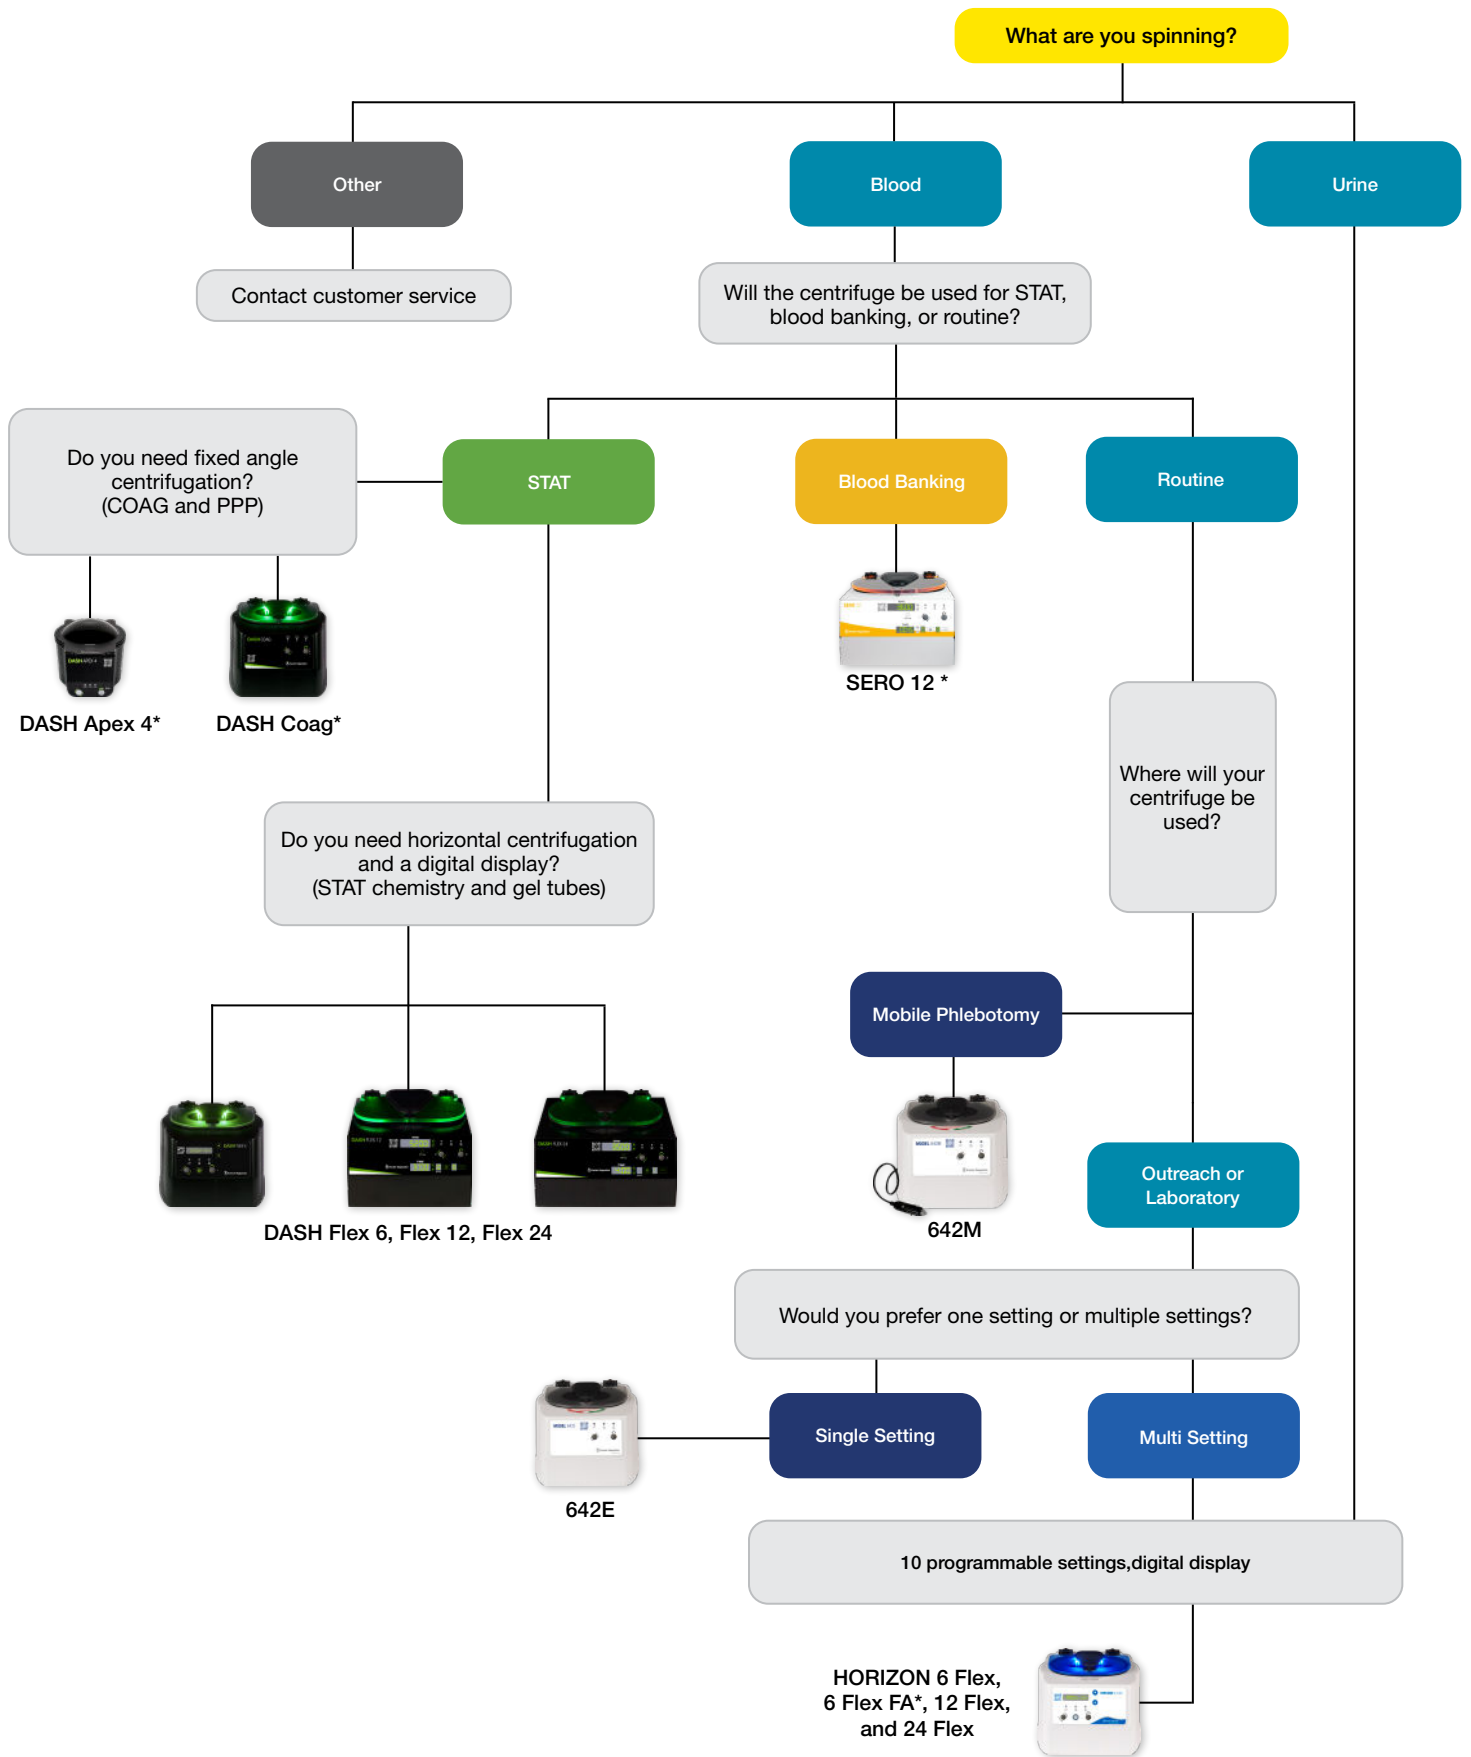 What are you spinning?
Other
Blood
Urine
Contact customer service
Will the centrifuge be used for STAT,
blood banking, or routine?
Do you need fixed angle
centrifugation?
(COAG and PPP)
STAT
Blood Banking
Routine
DASH Apex 4*
DASH Coag*
SERO 12 *
Where will your
centrifuge be
used?
Do you need horizontal centrifugation
and a digital display?
(STAT chemistry and gel tubes)
Mobile Phlebotomy
DASH Flex 6, Flex 12, Flex 24
642M
Outreach or
Laboratory
Would you prefer one setting or multiple settings?
Single Setting
Multi Setting
642E
10 programmable settings,digital display
HORIZON 6 Flex,
6 Flex FA*, 12 Flex,
and 24 Flex